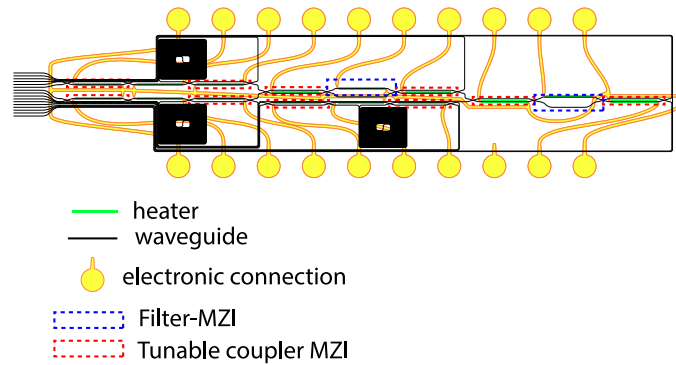 heater
waveguide
electronic connection
Filter-MZI
Tunable coupler MZI